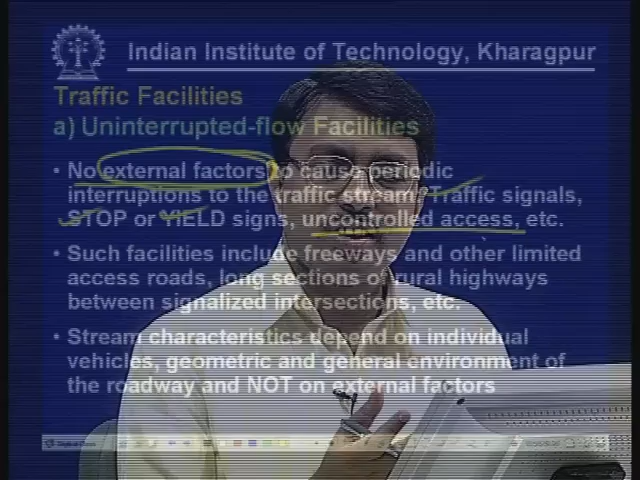 Indian Institute of Technology, Kharagpur
Traffic Facilities
a) Uninterrupted-flow Facilities
• No external factors to cause periodic
interruptions to the traffic stream. Traffic signals,
STOP or YIELD signs, uncontrolled access, etc.
• Such facilities include freeways and other limited
access roads, long sections of rural highways
between signalized intersections, etc.
• Stream characteristics depend on individual
vehicles, geometric and general environment of
the roadway and NOT on external factors